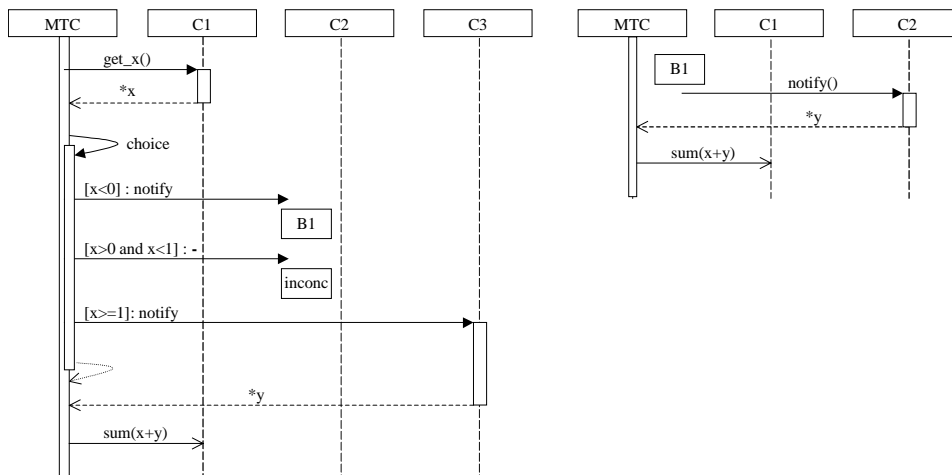 MTC C1 C2 C3
get_x()
*x
choice
[x<0] : notify
B1
[x>0 and x<1] : -
inconc
[x>=1]: notify
*y
sum(x+y)
MTC C1 C2
B1
notify()
*y
sum(x+y)